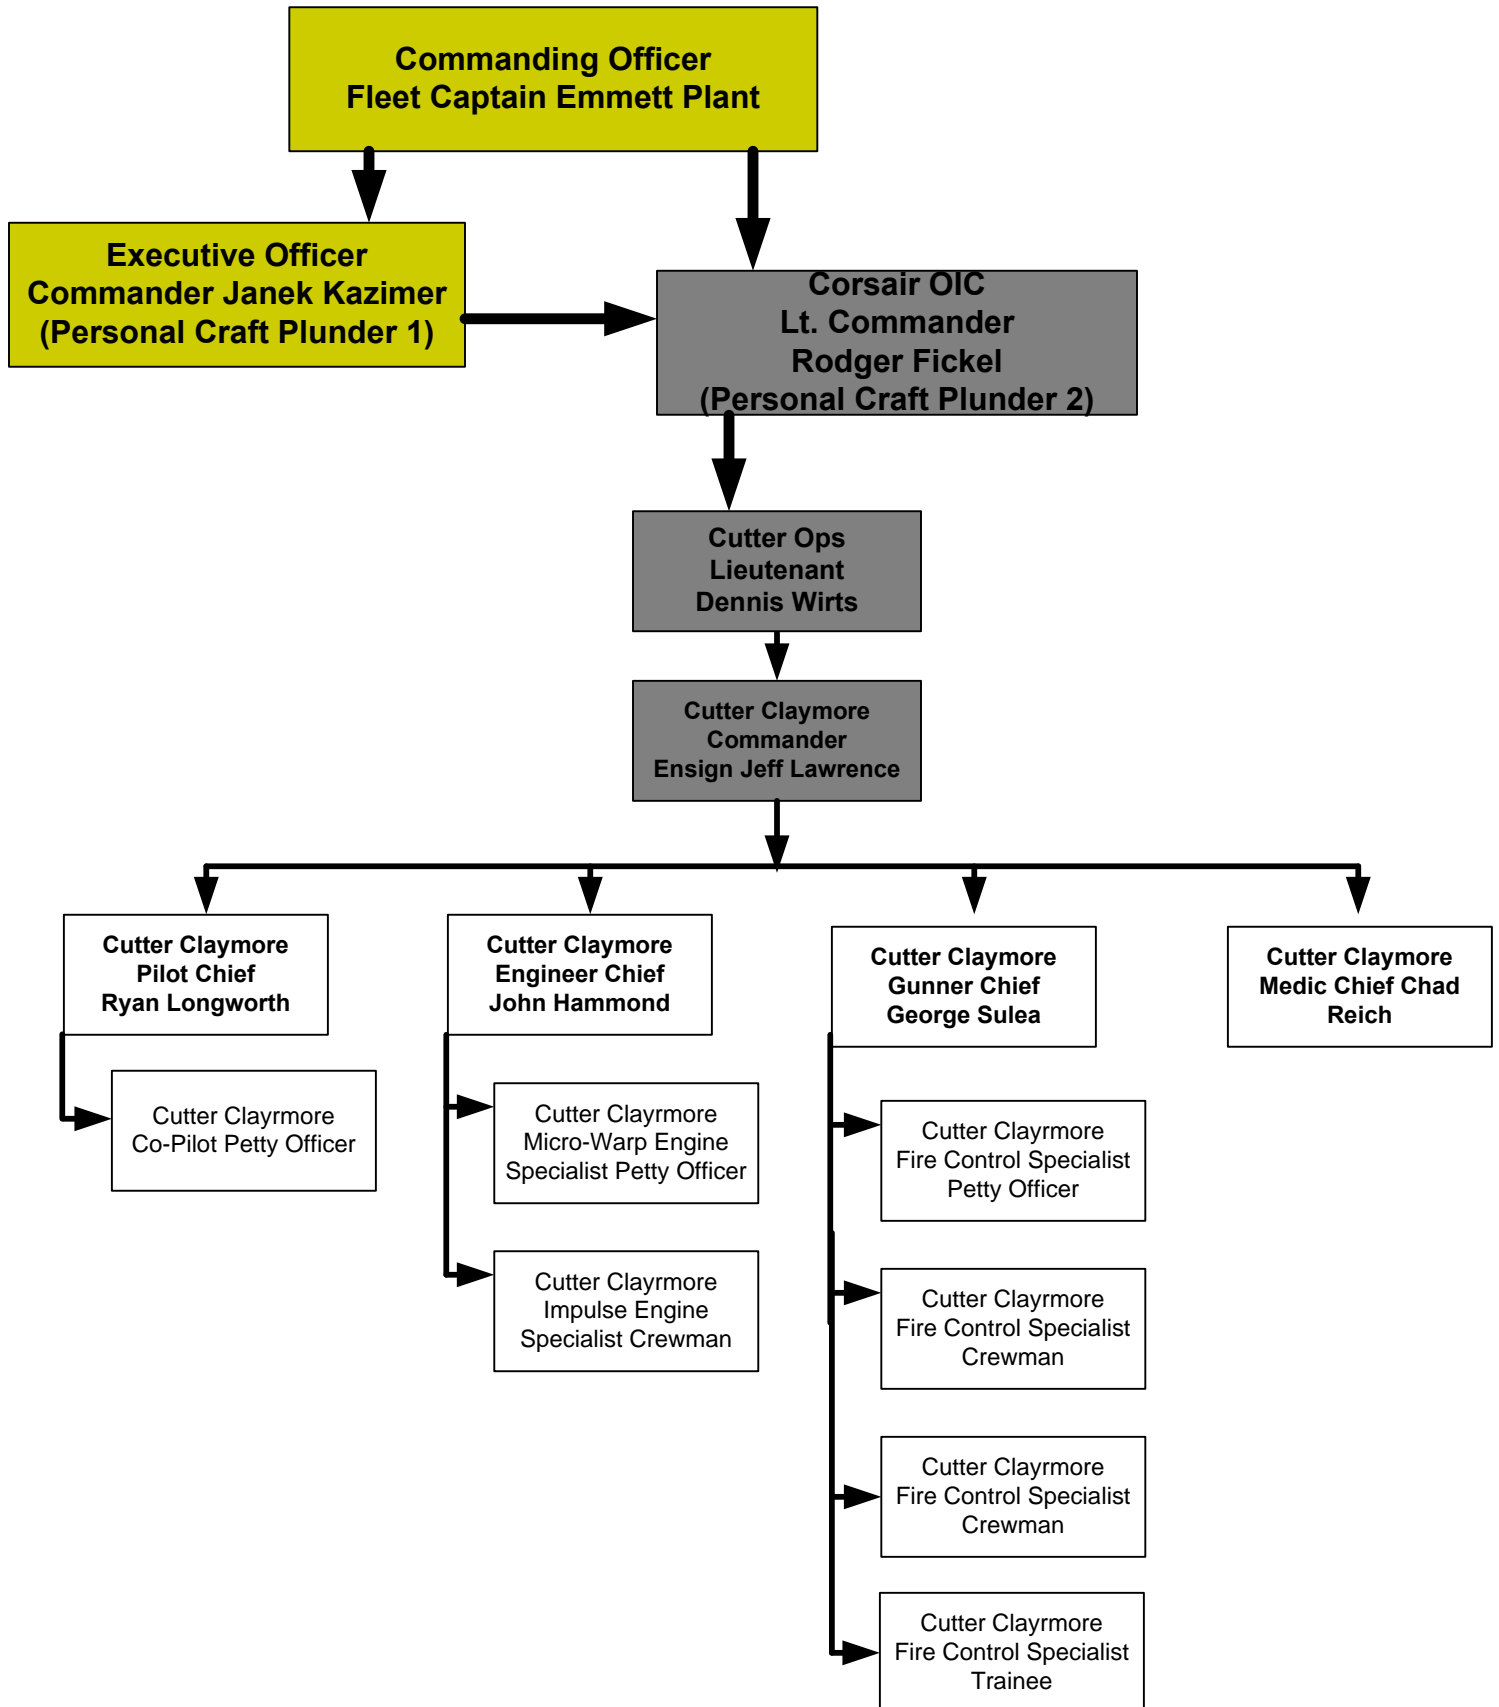 Commanding Officer
Fleet Captain Emmett Plant
Executive Officer
Commander Janek Kazimer
(Personal Craft Plunder 1)
Corsair OIC
Lt. Commander
Rodger Fickel
(Personal Craft Plunder 2)
Cutter Ops
Lieutenant
Dennis Wirts
Cutter Claymore
Commander
Ensign Jeff Lawrence
Cutter Claymore
Pilot Chief
Ryan Longworth
Cutter Clayrmore
Co-Pilot Petty Officer
Cutter Claymore
Engineer Chief
John Hammond
Cutter Clayrmore
Micro-Warp Engine
Specialist Petty Officer
Cutter Clayrmore
Impulse Engine
Specialist Crewman
Cutter Claymore
Gunner Chief
George Sulea
Cutter Clayrmore
Fire Control Specialist
Petty Officer
Cutter Clayrmore
Fire Control Specialist
Crewman
Cutter Clayrmore
Fire Control Specialist
Crewman
Cutter Clayrmore
Fire Control Specialist
Trainee
Cutter Claymore
Medic Chief Chad
Reich